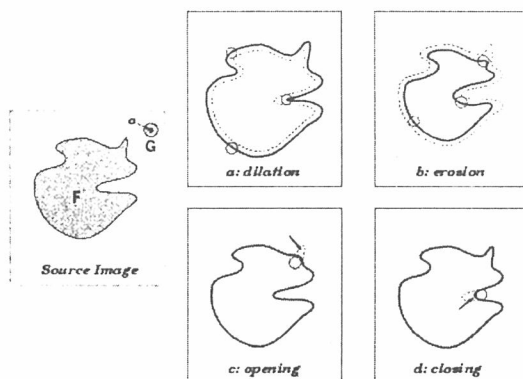 a
G
F
Source Image
a: dilation
b: erosion
c: opening
d: closing